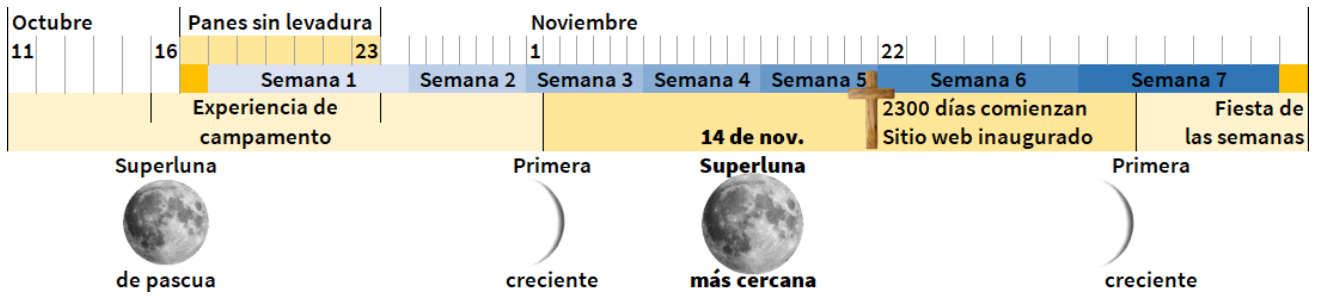 Octubre Panes sin levadura Noviembre
11 16 23 1 22
Semana 1 Semana 2 Semana 3 Semana 4 Semana 5 Semana 6 Semana 7
Experiencia de
campamento
14 de nov.
2300 días comienzan
Sitio web inaugurado
Fiesta de
las semanas
Superluna
de pascua
Primera
creciente
Superluna
más cercana
Primera
creciente